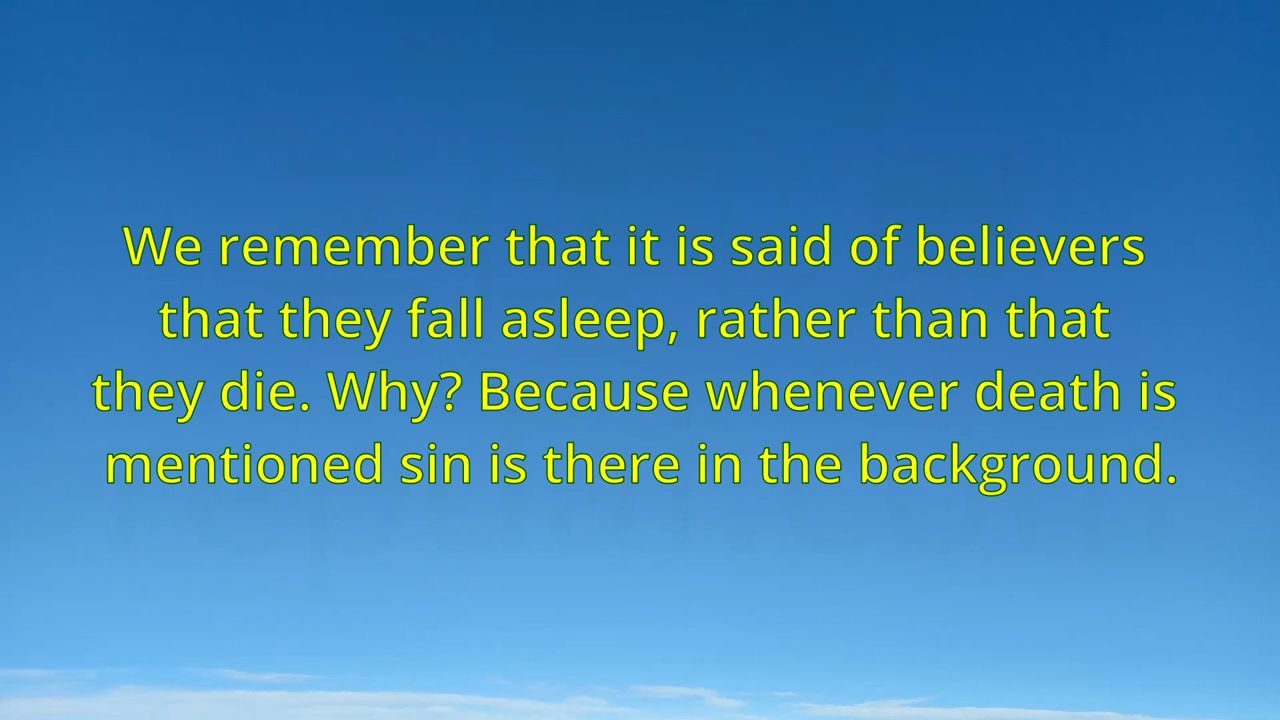 We remember that it is said of believers
that they fall asleep, rather than that
they die. Why? Because whenever death is
mentioned sin is there in the background.